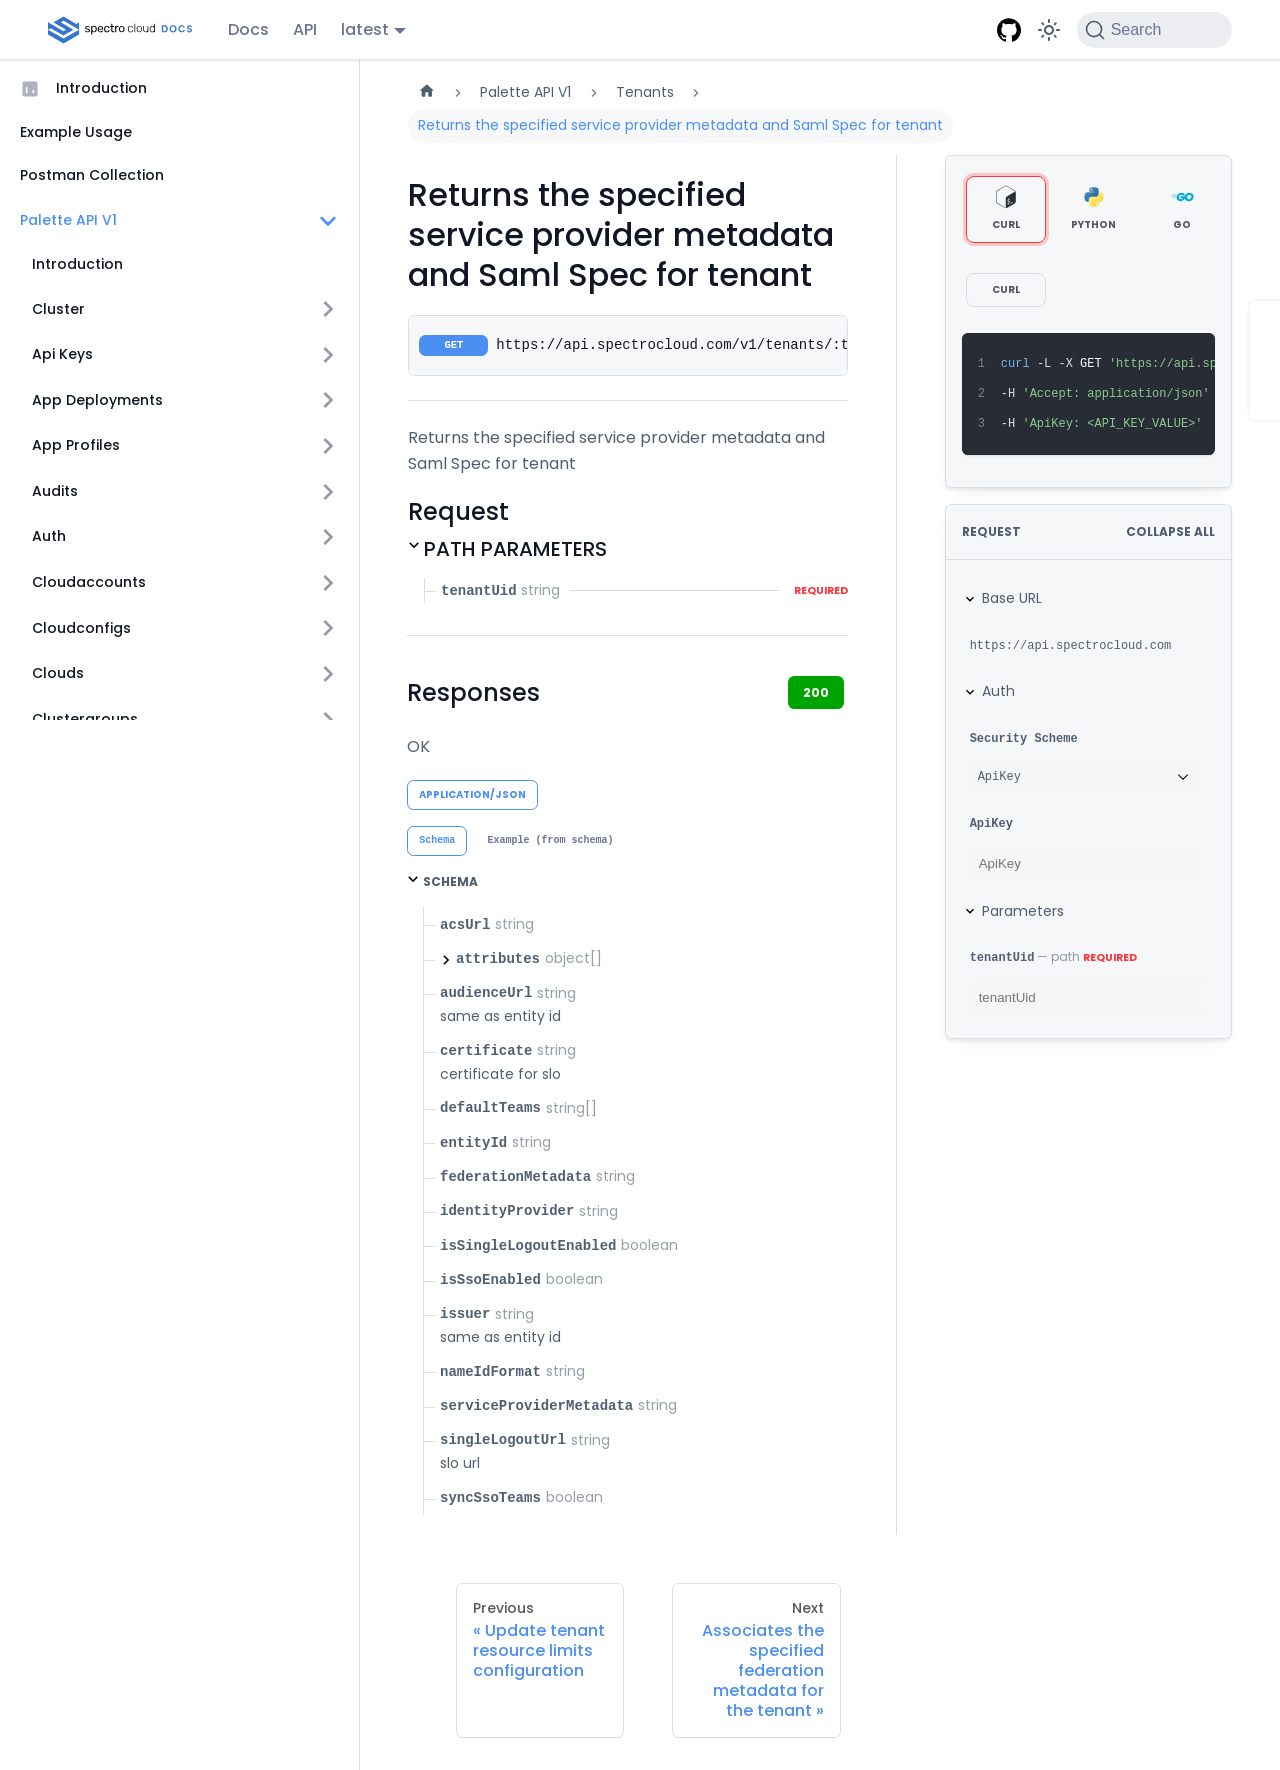 spectro cloud DOCS
Docs
API
latest
Search
Introduction
Example Usage
Postman Collection
Palette API V1
Introduction
Cluster
Api Keys
App Deployments
App Profiles
Audits
Auth
Cloudaccounts
Cloudconfigs
Clouds
Clustergroups
Palette API V1
Tenants
Returns the specified service provider metadata and Saml Spec for tenant
Returns the specified
service provider metadata
and Saml Spec for tenant
GET https://api.spectrocloud.com/v1/tenants/:t
Returns the specified service provider metadata and
Saml Spec for tenant
Request
PATH PARAMETERS
tenantUid string REQUIRED
Responses
200
OK
APPLICATION/JSON
Schema
Example (from schema)
SCHEMA
acsUrl string
attributes object[]
audienceUrl string
same as entity id
certificate string
certificate for slo
defaultTeams string[]
entityId string
federationMetadata string
identityProvider string
isSingleLogoutEnabled boolean
isSsoEnabled boolean
issuer string
same as entity id
nameIdFormat string
serviceProviderMetadata string
singleLogoutUrl string
slo url
syncSsoTeams boolean
Previous
« Update tenant
resource limits
configuration
Next
Associates the
specified
federation
metadata for
the tenant »
CURL
PYTHON
GO
GO
CURL
1 curl -L -X GET 'https://api.sp
2 -H 'Accept: application/json'
3 -H 'ApiKey: <API_KEY_VALUE>'
REQUEST
COLLAPSE ALL
Base URL
https://api.spectrocloud.com
Auth
Security Scheme
ApiKey
ApiKey
ApiKey
Parameters
tenantUid — path REQUIRED
tenantUid